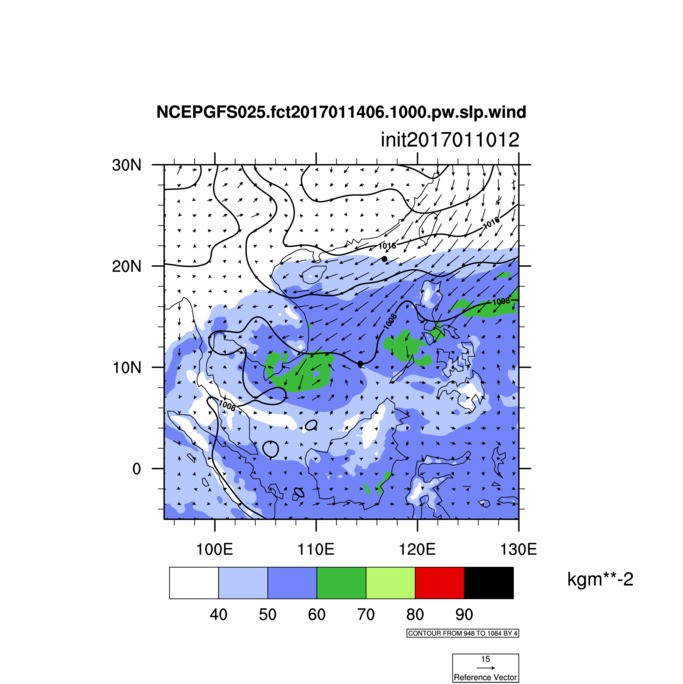 NCEPGFS025.fct2017011406.1000.pw.slp.wind
init2017011012
30N
1016
1016
20N
1008
1008
10N
1008
0
100E 110E 120E 130E
kgm**-2
40 50 60 70 80 90
CONTOUR FROM 948 TO 1084 BY 4
15
Reference Vector